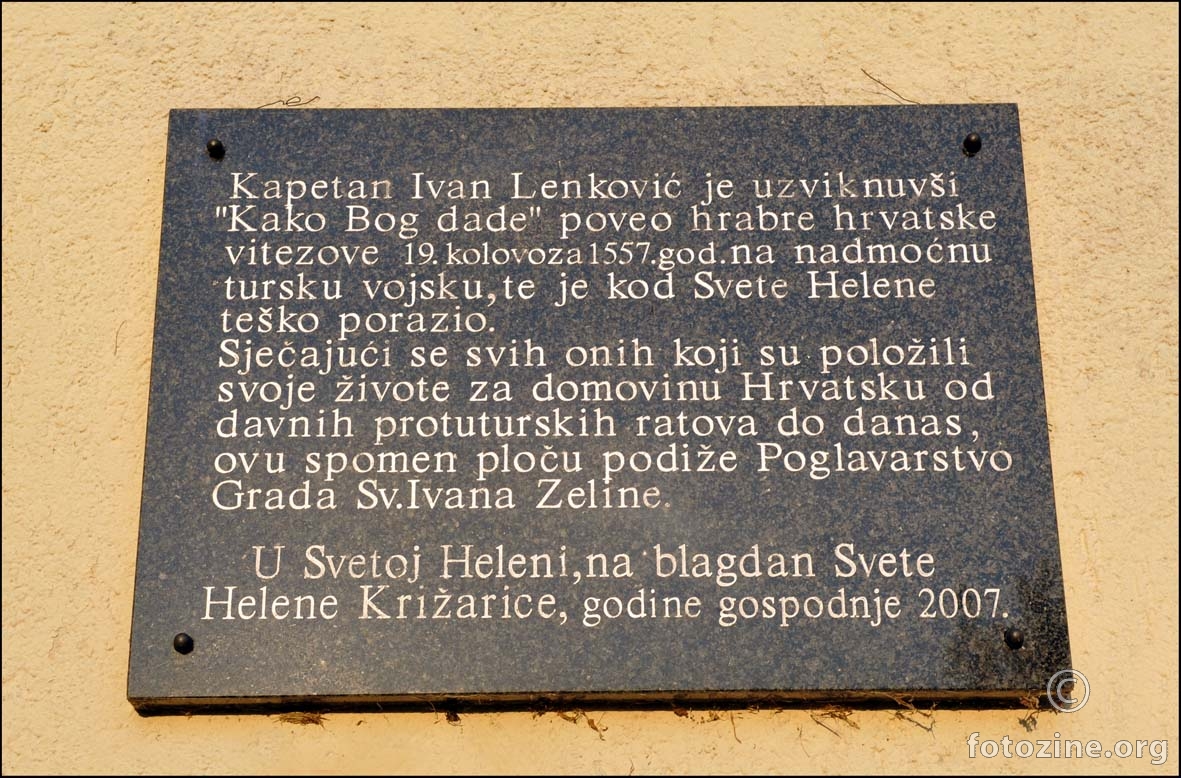 Kapetan Ivan Lenković je uzviknuvši
"Kako Bog dade" poveo hrabre hrvatske
vitezove 19. kolovoza 1557.god.na nadmoćnu
tursku vojsku,te je kod Svete Helene
teško porazio.
Sječajući se svih onih koji su položili
svoje živote za domovinu Hrvatsku od
davnih protuturskih ratova do danas,
ovu spomen ploču podiže Poglavarstvo
Grada Sv.Ivana Zeline.
U Svetoj Heleni,na blagdan Svete
Helene Križarice, godine gospodnje 2007.
©
fotozine.org